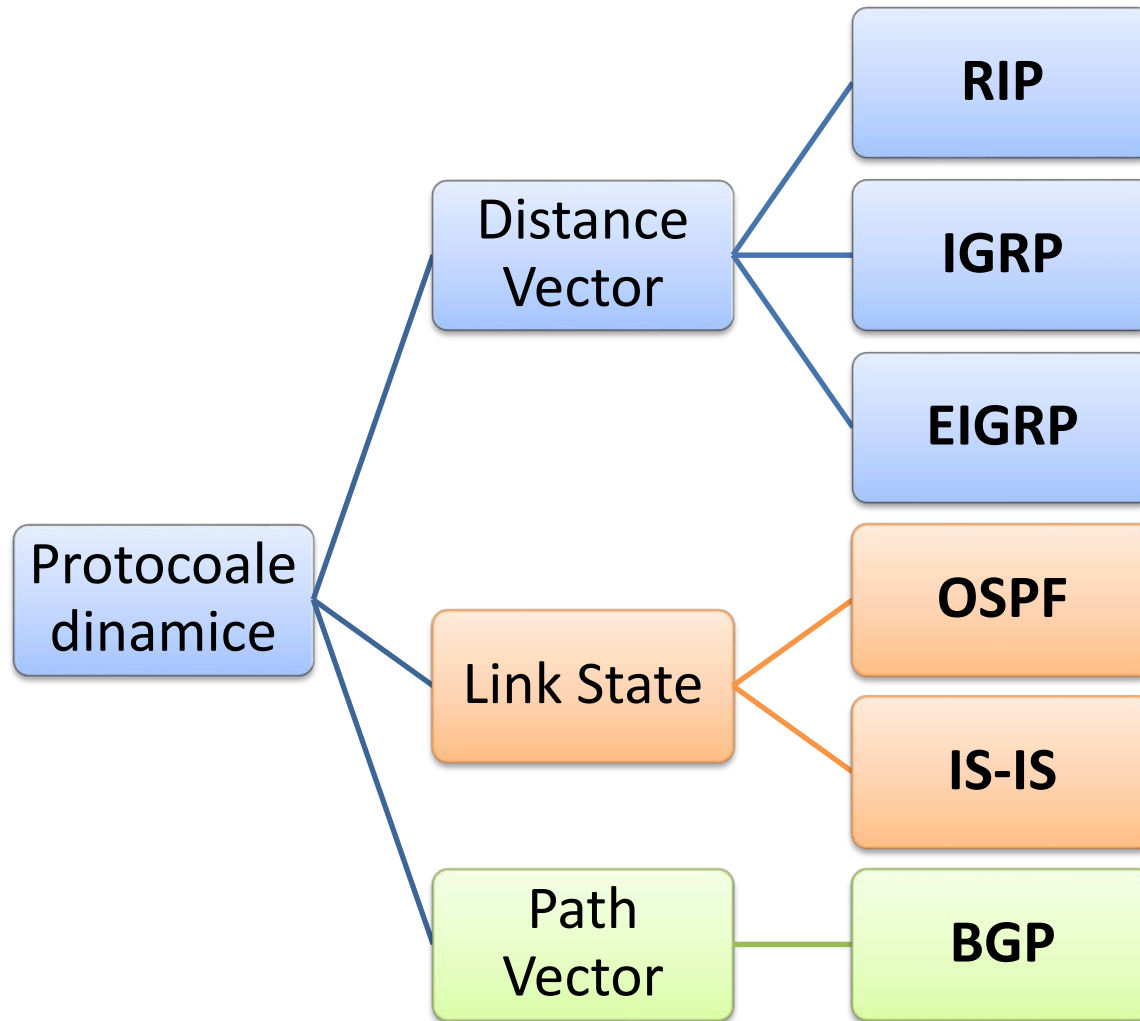 Protocoale
dinamice
Distance
Vector
RIP
IGRP
EIGRP
Link State
OSPF
IS-IS
Path
Vector
BGP